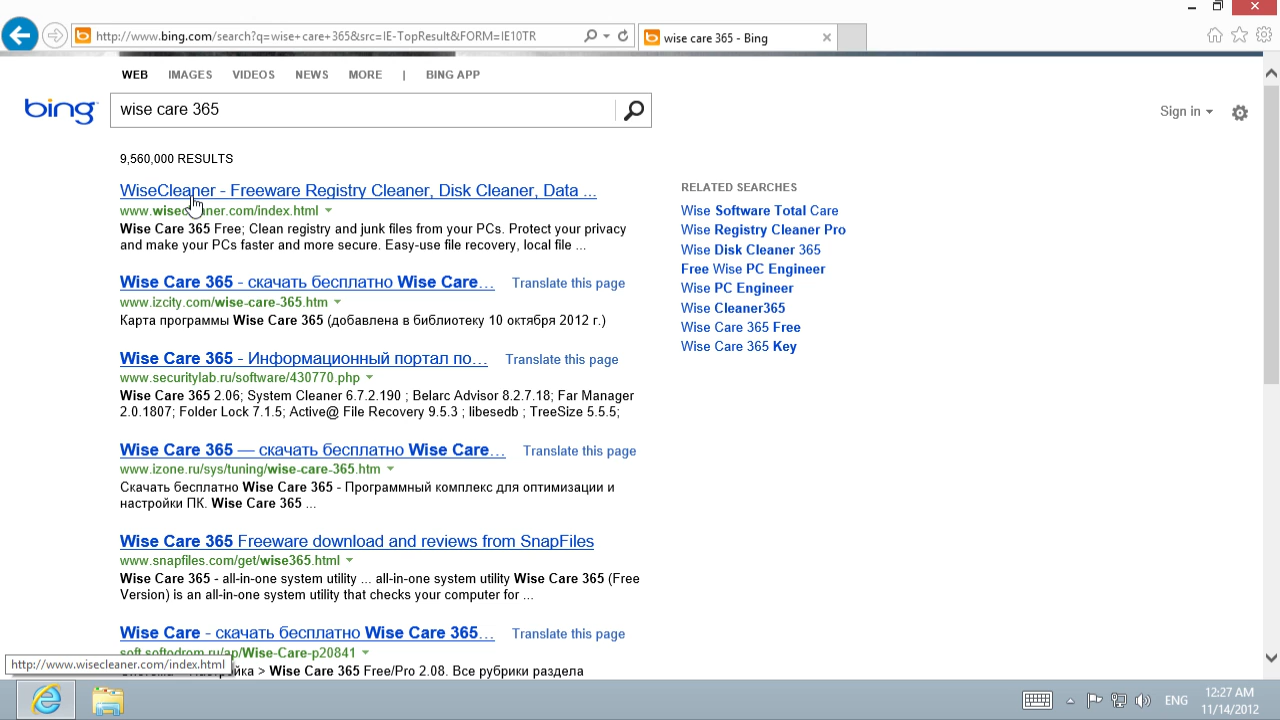 http://www.bing.com/search?q=wise+care+365&src=IE-TopResult&FORM=IE10TR
wise care 365 - Bing
WEB IMAGES VIDEOS NEWS MORE | BING APP
bing
wise care 365
Sign in
9,560,000 RESULTS
WiseCleaner - Freeware Registry Cleaner, Disk Cleaner, Data ...
www.wisecleaner.com/index.html
Wise Care 365 Free; Clean registry and junk files from your PCs. Protect your privacy
and make your PCs faster and more secure. Easy-use file recovery, local file ...
Wise Care 365 - скачать бесплатно Wise Care... Translate this page
www.izcity.com/wise-care-365.htm
Карта программы Wise Care 365 (добавлена в библиотеку 10 октября 2012 г.)
Wise Care 365 - Информационный портал по... Translate this page
www.securitylab.ru/software/430770.php
Wise Care 365 2.06; System Cleaner 6.7.2.190 ; Belarc Advisor 8.2.7.18; Far Manager
2.0.1807; Folder Lock 7.1.5; Active@ File Recovery 9.5.3 ; libesedb ; TreeSize 5.5.5;
Wise Care 365 — скачать бесплатно Wise Care... Translate this page
www.izone.ru/sys/tuning/wise-care-365.htm
Скачать бесплатно Wise Care 365 - Программный комплекс для оптимизации и
настройки ПК. Wise Care 365 ...
Wise Care 365 Freeware download and reviews from SnapFiles
www.snapfiles.com/get/wise365.html
Wise Care 365 - all-in-one system utility ... all-in-one system utility Wise Care 365 (Free
Version) is an all-in-one system utility that checks your computer for ...
Wise Care - скачать бесплатно Wise Care 365... Translate this page
soft.softodrom.ru/ap/Wise-Care-p20841
> Wise Care 365 Free/Pro 2.08. Все рубрики раздела
RELATED SEARCHES
Wise Software Total Care
Wise Registry Cleaner Pro
Wise Disk Cleaner 365
Free Wise PC Engineer
Wise PC Engineer
Wise Cleaner365
Wise Care 365 Free
Wise Care 365 Key
http://www.wisecleaner.com/index.html
ENG
12:27 AM
11/14/2012